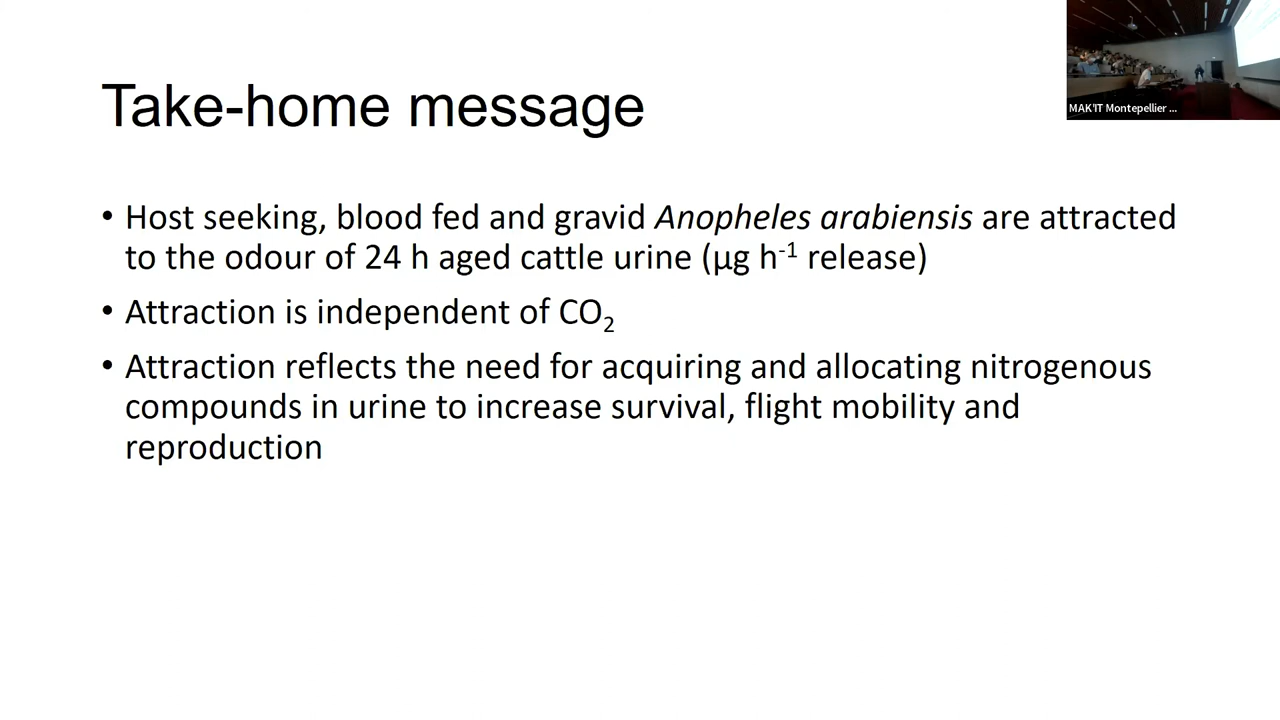 MAK'IT Montepellier ...
Take-home message
• Host seeking, blood fed and gravid Anopheles arabiensis are attracted
to the odour of 24 h aged cattle urine (µg h⁻¹ release)
• Attraction is independent of CO₂
• Attraction reflects the need for acquiring and allocating nitrogenous
compounds in urine to increase survival, flight mobility and
reproduction